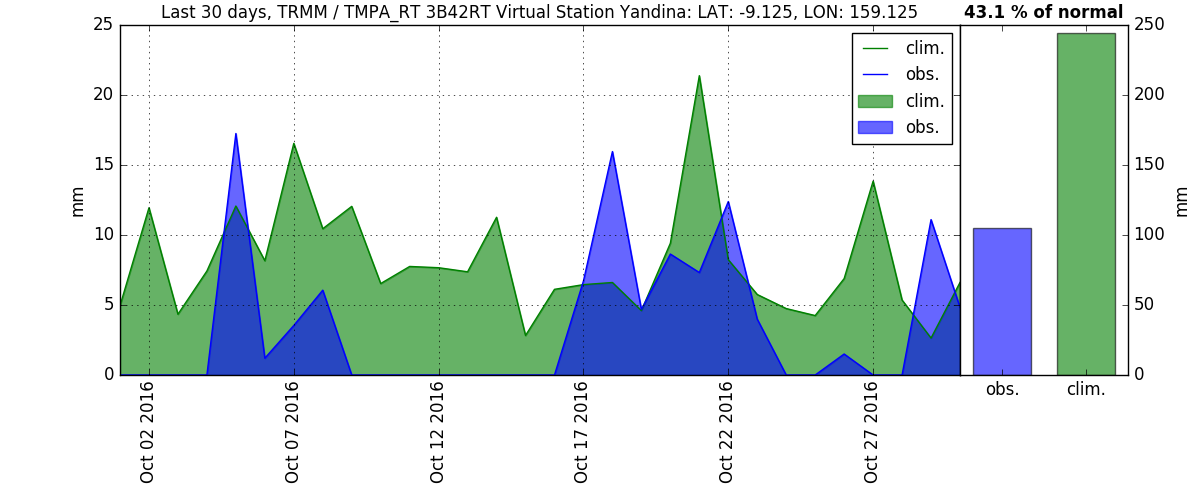 Last 30 days, TRMM / TMPA_RT 3B42RT Virtual Station Yandina: LAT: -9.125, LON: 159.125
43.1 % of normal
25
20
15
10
5
0
mm
clim.
obs.
clim.
obs.
250
200
150
100
50
0
mm
Oct 02 2016
Oct 07 2016
Oct 12 2016
Oct 17 2016
Oct 22 2016
Oct 27 2016
obs.
clim.